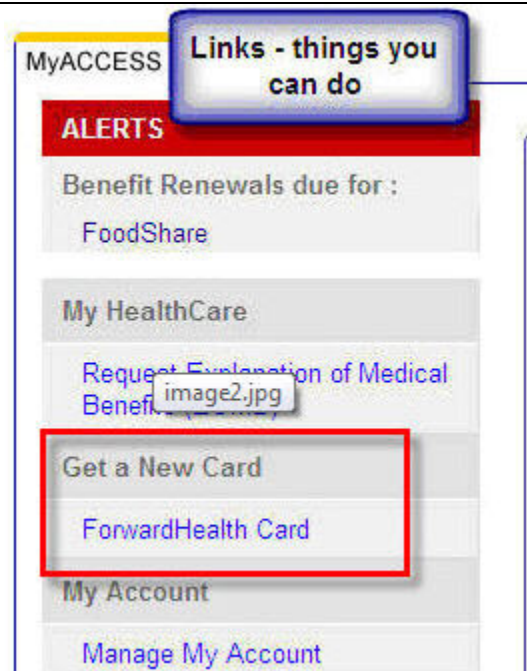 MyACCESS
Links - things you
can do
ALERTS
Benefit Renewals due for :
FoodShare
My HealthCare
Request Explanation of Medical
image2.jpg
Get a New Card
ForwardHealth Card
My Account
Manage My Account